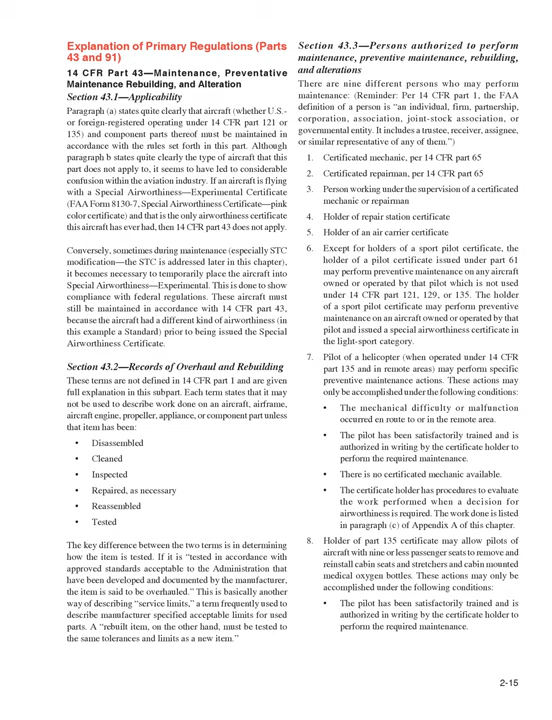 Explanation of Primary Regulations (Parts
43 and 91)
14 CFR Part 43—Maintenance, Preventative
Maintenance Rebuilding, and Alteration
Section 43.1—Applicability
Paragraph (a) states quite clearly that aircraft (whether U.S.-
or foreign-registered operating under 14 CFR part 121 or
135) and component parts thereof must be maintained in
accordance with the rules set forth in this part. Although
paragraph b states quite clearly the type of aircraft that this
part does not apply to, it seems to have led to considerable
confusion within the aviation industry. If an aircraft is flying
with a Special Airworthiness—Experimental Certificate
(FAA Form 8130-7, Special Airworthiness Certificate—pink
color certificate) and that is the only airworthiness certificate
this aircraft has ever had, then 14 CFR part 43 does not apply.
Conversely, sometimes during maintenance (especially STC
modification—the STC is addressed later in this chapter),
it becomes necessary to temporarily place the aircraft into
Special Airworthiness—Experimental. This is done to show
compliance with federal regulations. These aircraft must
still be maintained in accordance with 14 CFR part 43,
because the aircraft had a different kind of airworthiness (in
this example a Standard) prior to being issued the Special
Airworthiness Certificate.
Section 43.2—Records of Overhaul and Rebuilding
These terms are not defined in 14 CFR part 1 and are given
full explanation in this subpart. Each term states that it may
not be used to describe work done on an aircraft, airframe,
aircraft engine, propeller, appliance, or component part unless
that item has been:
• Disassembled
• Cleaned
• Inspected
• Repaired, as necessary
• Reassembled
• Tested
The key difference between the two terms is in determining
how the item is tested. If it is “tested in accordance with
approved standards acceptable to the Administration that
have been developed and documented by the manufacturer,
the item is said to be overhauled.” This is basically another
way of describing “service limits,” a term frequently used to
describe manufacturer specified acceptable limits for used
parts. A “rebuilt item, on the other hand, must be tested to
the same tolerances and limits as a new item.”
Section 43.3—Persons authorized to perform
maintenance, preventive maintenance, rebuilding,
and alterations
There are nine different persons who may perform
maintenance: (Reminder: Per 14 CFR part 1, the FAA
definition of a person is “an individual, firm, partnership,
corporation, association, joint-stock association, or
governmental entity. It includes a trustee, receiver, assignee,
or similar representative of any of them.”)
1. Certificated mechanic, per 14 CFR part 65
2. Certificated repairman, per 14 CFR part 65
3. Person working under the supervision of a certificated
mechanic or repairman
4. Holder of repair station certificate
5. Holder of an air carrier certificate
6. Except for holders of a sport pilot certificate, the
holder of a pilot certificate issued under part 61
may perform preventive maintenance on any aircraft
owned or operated by that pilot which is not used
under 14 CFR part 121, 129, or 135. The holder
of a sport pilot certificate may perform preventive
maintenance on an aircraft owned or operated by that
pilot and issued a special airworthiness certificate in
the light-sport category.
7. Pilot of a helicopter (when operated under 14 CFR
part 135 and in remote areas) may perform specific
preventive maintenance actions. These actions may
only be accomplished under the following conditions:
• The mechanical difficulty or malfunction
occurred en route to or in the remote area.
• The pilot has been satisfactorily trained and is
authorized in writing by the certificate holder to
perform the required maintenance.
• There is no certificated mechanic available.
• The certificate holder has procedures to evaluate
the work performed when a decision for
airworthiness is required. The work done is listed
in paragraph (c) of Appendix A of this chapter.
8. Holder of part 135 certificate may allow pilots of
aircraft with nine or less passenger seats to remove and
reinstall cabin seats and stretchers and cabin mounted
medical oxygen bottles. These actions may only be
accomplished under the following conditions:
• The pilot has been satisfactorily trained and is
authorized in writing by the certificate holder to
perform the required maintenance.
2-15